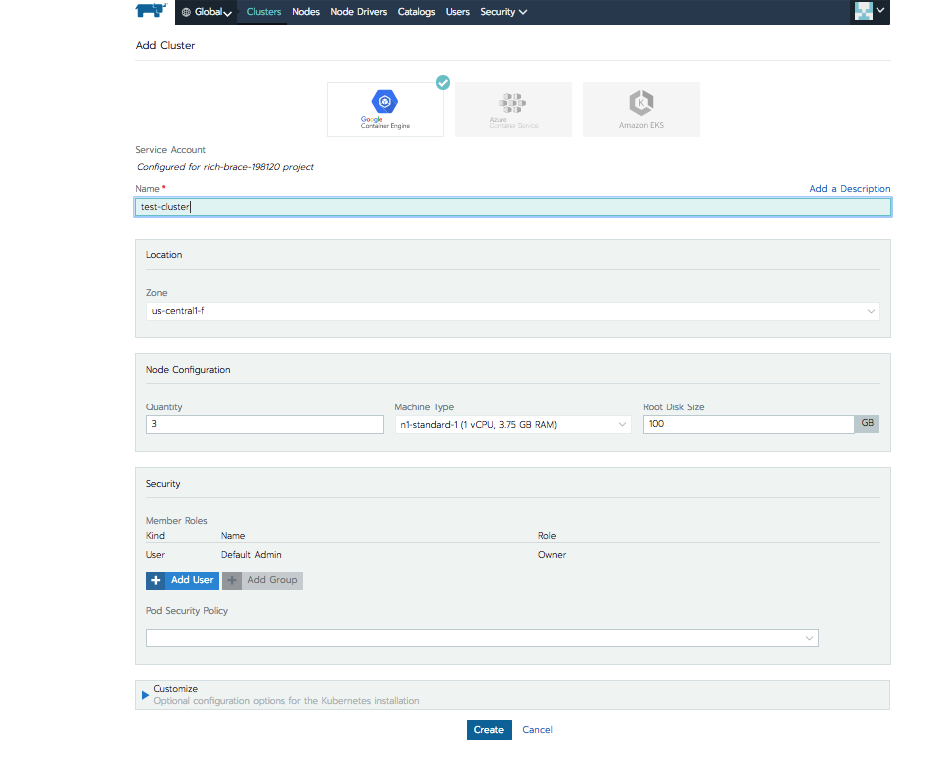 Global Clusters Nodes Node Drivers Catalogs Users Security
Add Cluster
Google
Container Engine
Azure
Container Service
Amazon EKS
Service Account
Configured for rich-brace-198120 project
Name * Add a Description
test-cluster
Location
Zone
us-central1-f
Node Configuration
Quantity Machine Type Root Disk Size
3 n1-standard-1 (1 vCPU, 3.75 GB RAM) 100 GB
Security
Member Roles
Kind Name Role
User Default Admin Owner
+ Add User + Add Group
Pod Security Policy
Customize
Optional configuration options for the Kubernetes installation
Create Cancel